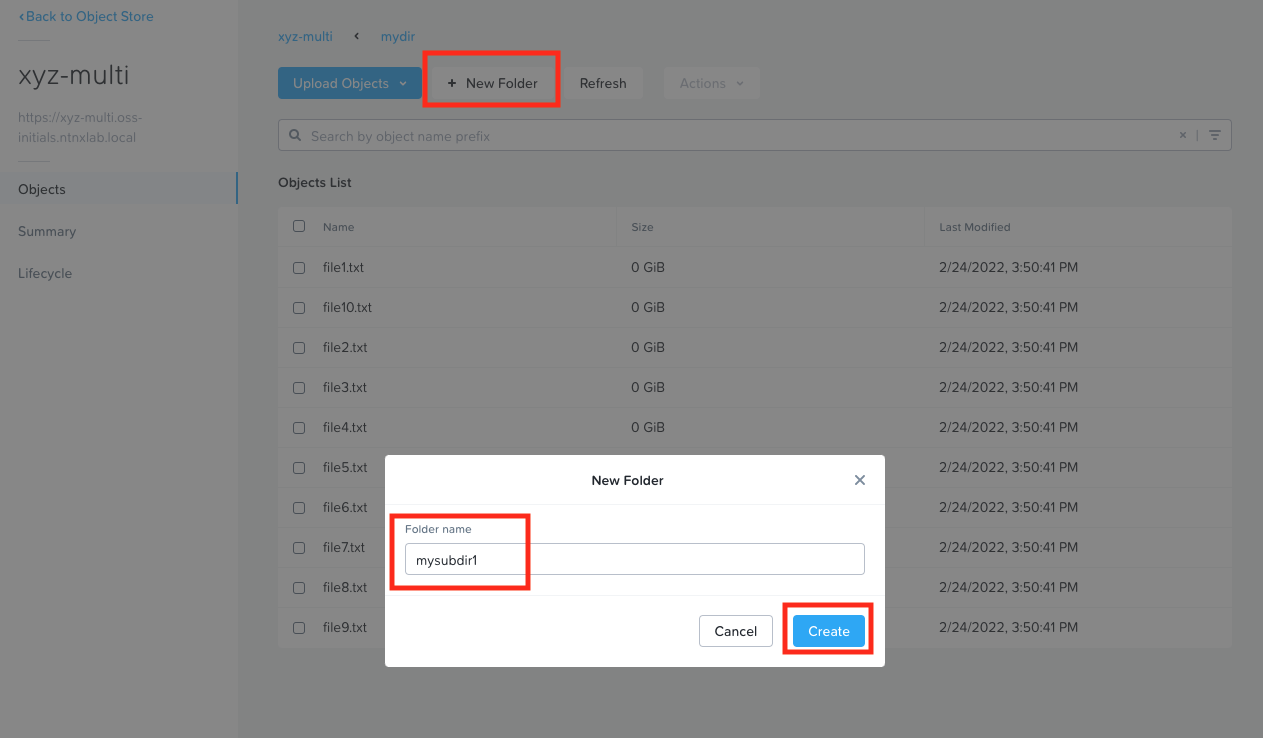 ‹Back to Object Store
xyz-multi
https://xyz-multi.oss-
initials.ntnxlab.local
Objects
Summary
Lifecycle
xyz-multi ‹ mydir
Upload Objects + New Folder Refresh Actions
Search by object name prefix × |
Objects List
Name Size Last Modified
file1.txt 0 GiB 2/24/2022, 3:50:41 PM
file10.txt 0 GiB 2/24/2022, 3:50:41 PM
file2.txt 0 GiB 2/24/2022, 3:50:41 PM
file3.txt 0 GiB 2/24/2022, 3:50:41 PM
file4.txt 0 GiB 2/24/2022, 3:50:41 PM
file5.txt 2/24/2022, 3:50:41 PM
file6.txt 2/24/2022, 3:50:41 PM
file7.txt 2/24/2022, 3:50:41 PM
file8.txt 2/24/2022, 3:50:41 PM
file9.txt 2/24/2022, 3:50:41 PM
New Folder ×
Folder name
mysubdir1
Cancel Create